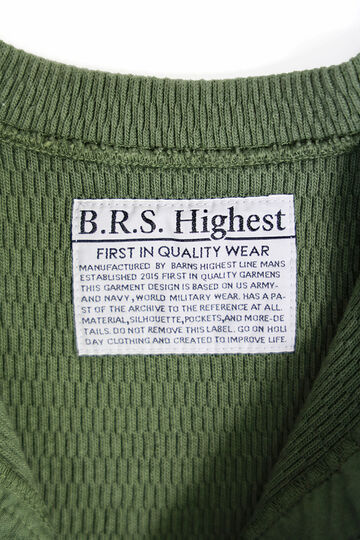 B.R.S. Highest
FIRST IN QUALITY WEAR
MANUFACTURED BY BARNS HIGHEST LINE MANS
ESTABLISHED 2015 FIRST IN QUALITY GARMENS
THIS GARMENT DESIGN IS BASED ON US ARMY-
AND NAVY, WORLD MILITARY WEAR. HAS A PA-
ST OF THE ARCHIVE TO THE REFERENCE AT ALL.
MATERIAL,SILHOUETTE,POCKETS,AND MORE-DE
TAILS. DO NOT REMOVE THIS LABEL. GO ON HOLI
DAY CLOTHING AND CREATED TO IMPROVE LIFE.